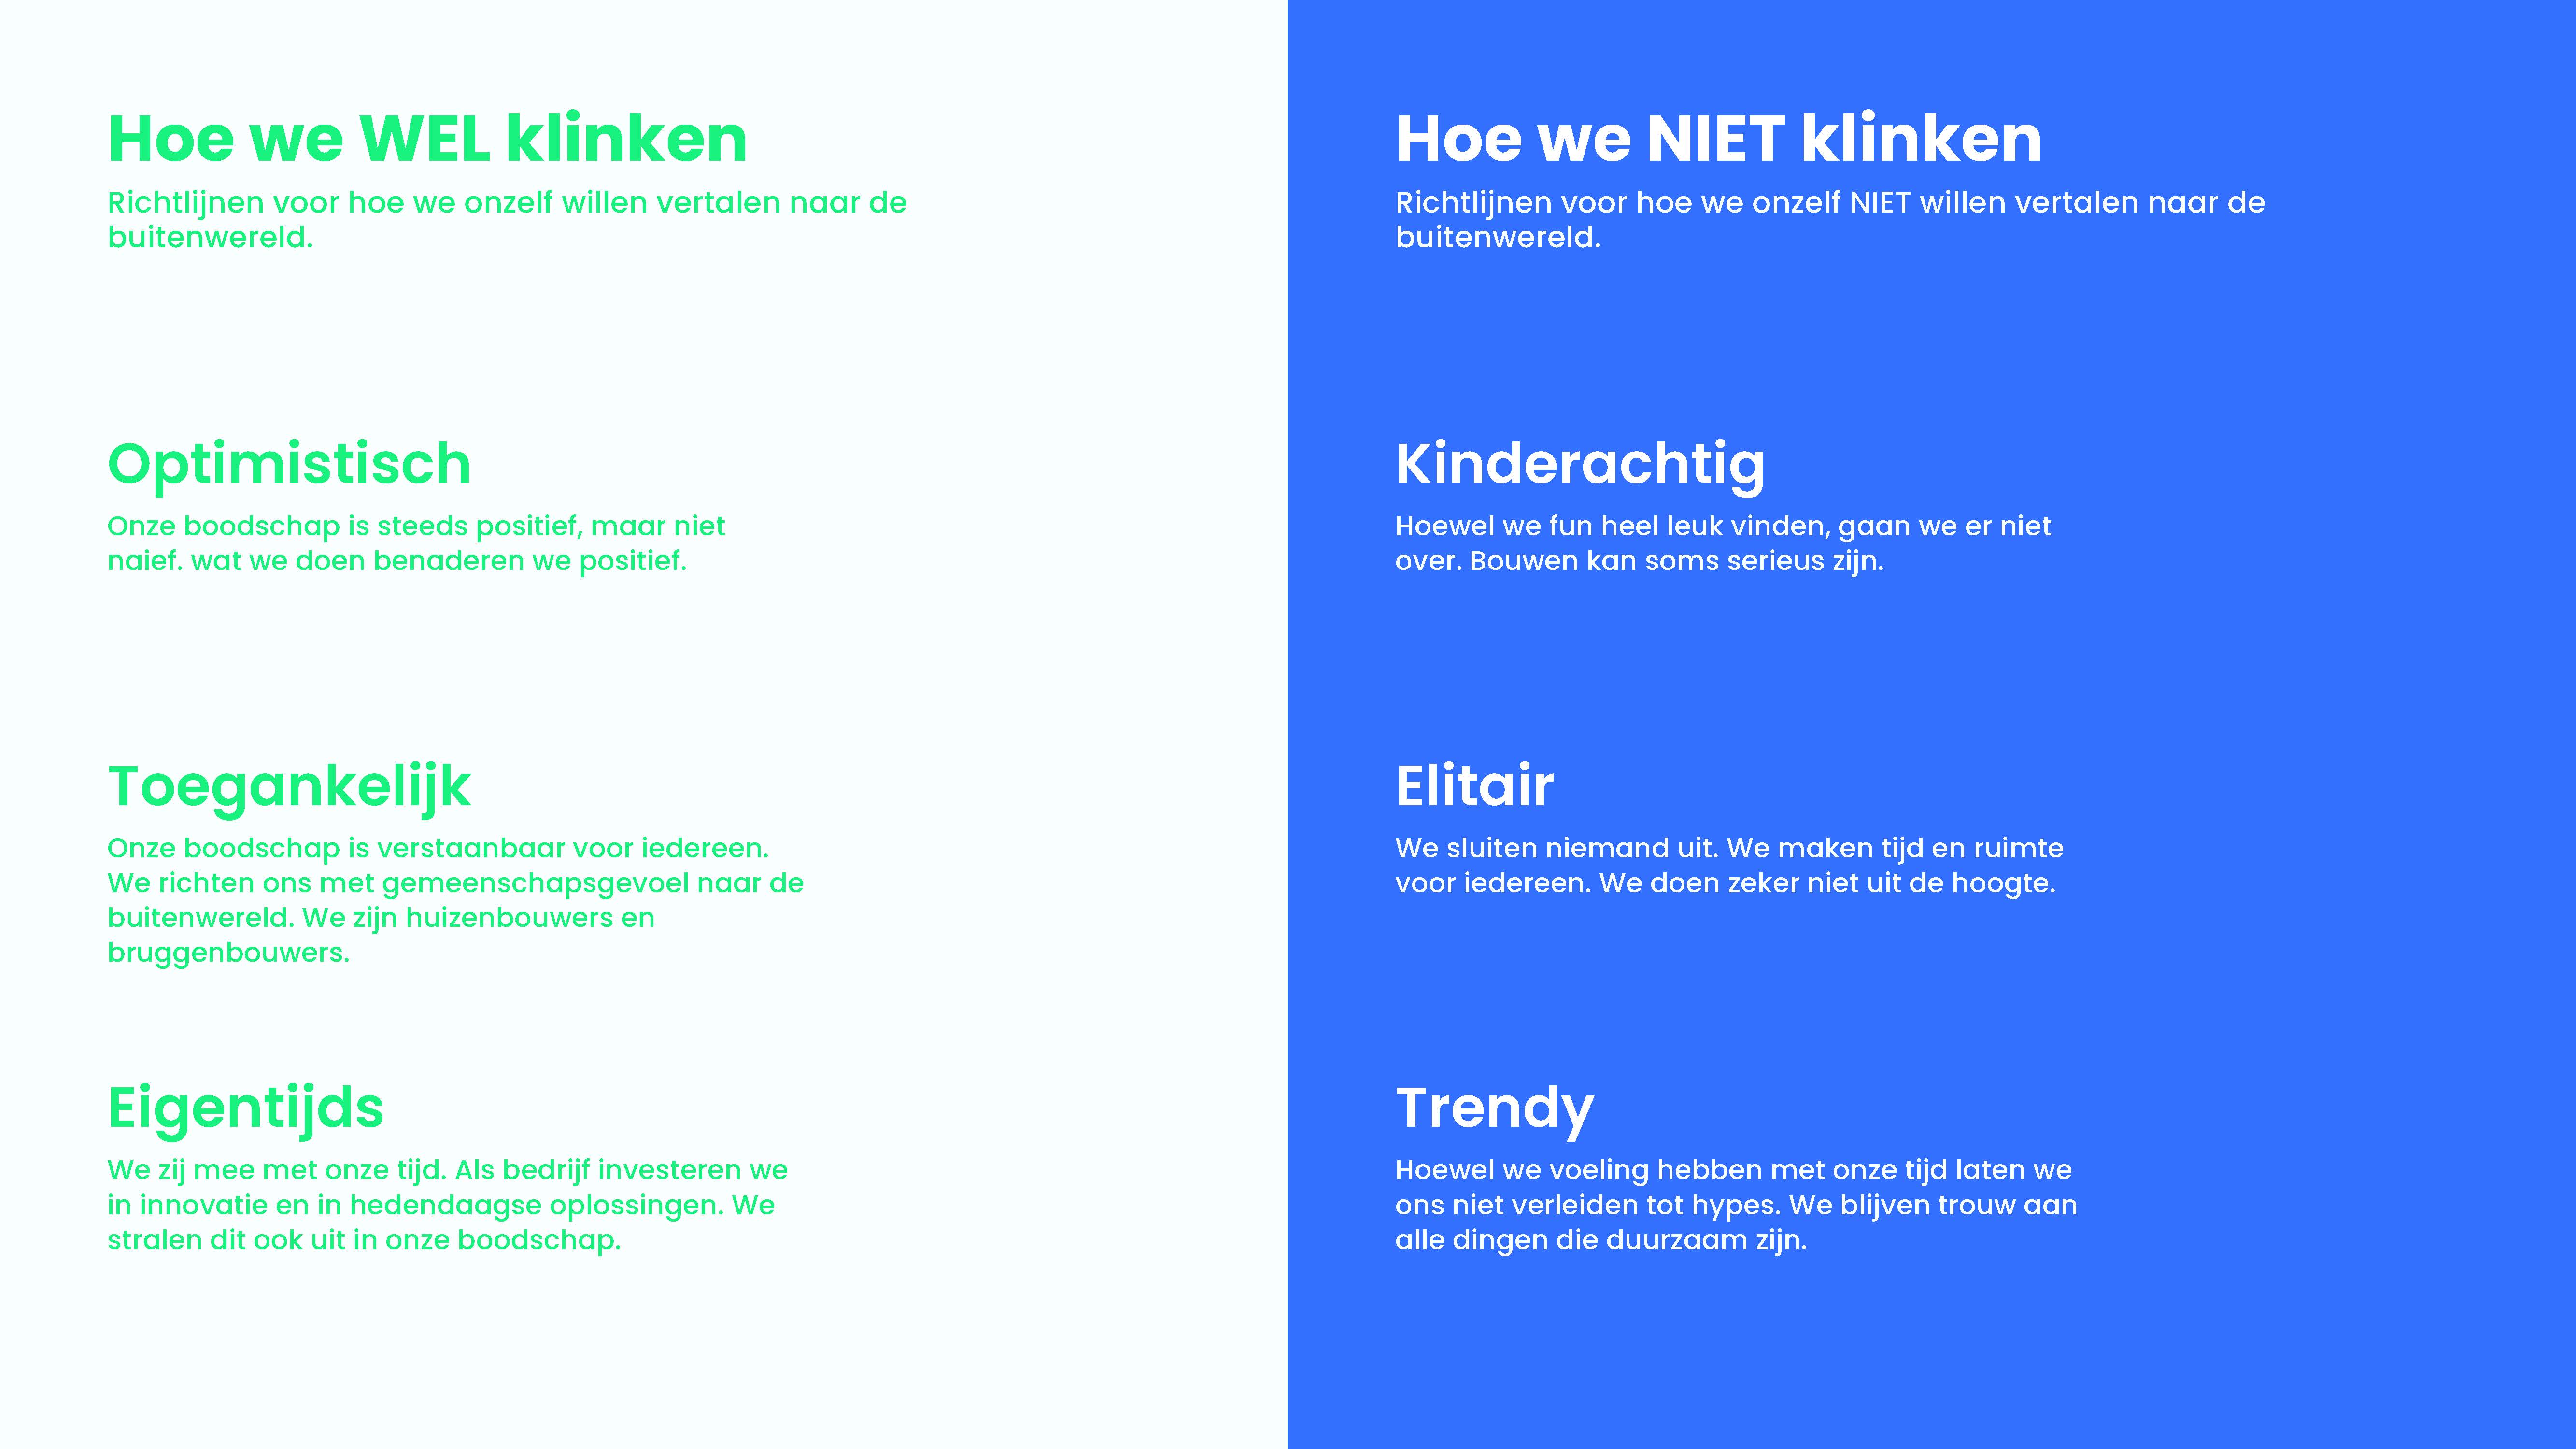 Hoe we WEL klinken
Richtlijnen voor hoe we onzelf willen vertalen naar de
buitenwereld.
Optimistisch
Onze boodschap is steeds positief, maar niet
naief. wat we doen benaderen we positief.
Toegankelijk
Onze boodschap is verstaanbaar voor iedereen.
We richten ons met gemeenschapsgevoel naar de
buitenwereld. We zijn huizenbouwers en
bruggenbouwers.
Eigentijds
We zij mee met onze tijd. Als bedrijf investeren we
in innovatie en in hedendaagse oplossingen. We
stralen dit ook uit in onze boodschap.
Hoe we NIET klinken
Richtlijnen voor hoe we onzelf NIET willen vertalen naar de
buitenwereld.
Kinderachtig
Hoewel we fun heel leuk vinden, gaan we er niet
over. Bouwen kan soms serieus zijn.
Elitair
We sluiten niemand uit. We maken tijd en ruimte
voor iedereen. We doen zeker niet uit de hoogte.
Trendy
Hoewel we voeling hebben met onze tijd laten we
ons niet verleiden tot hypes. We blijven trouw aan
alle dingen die duurzaam zijn.